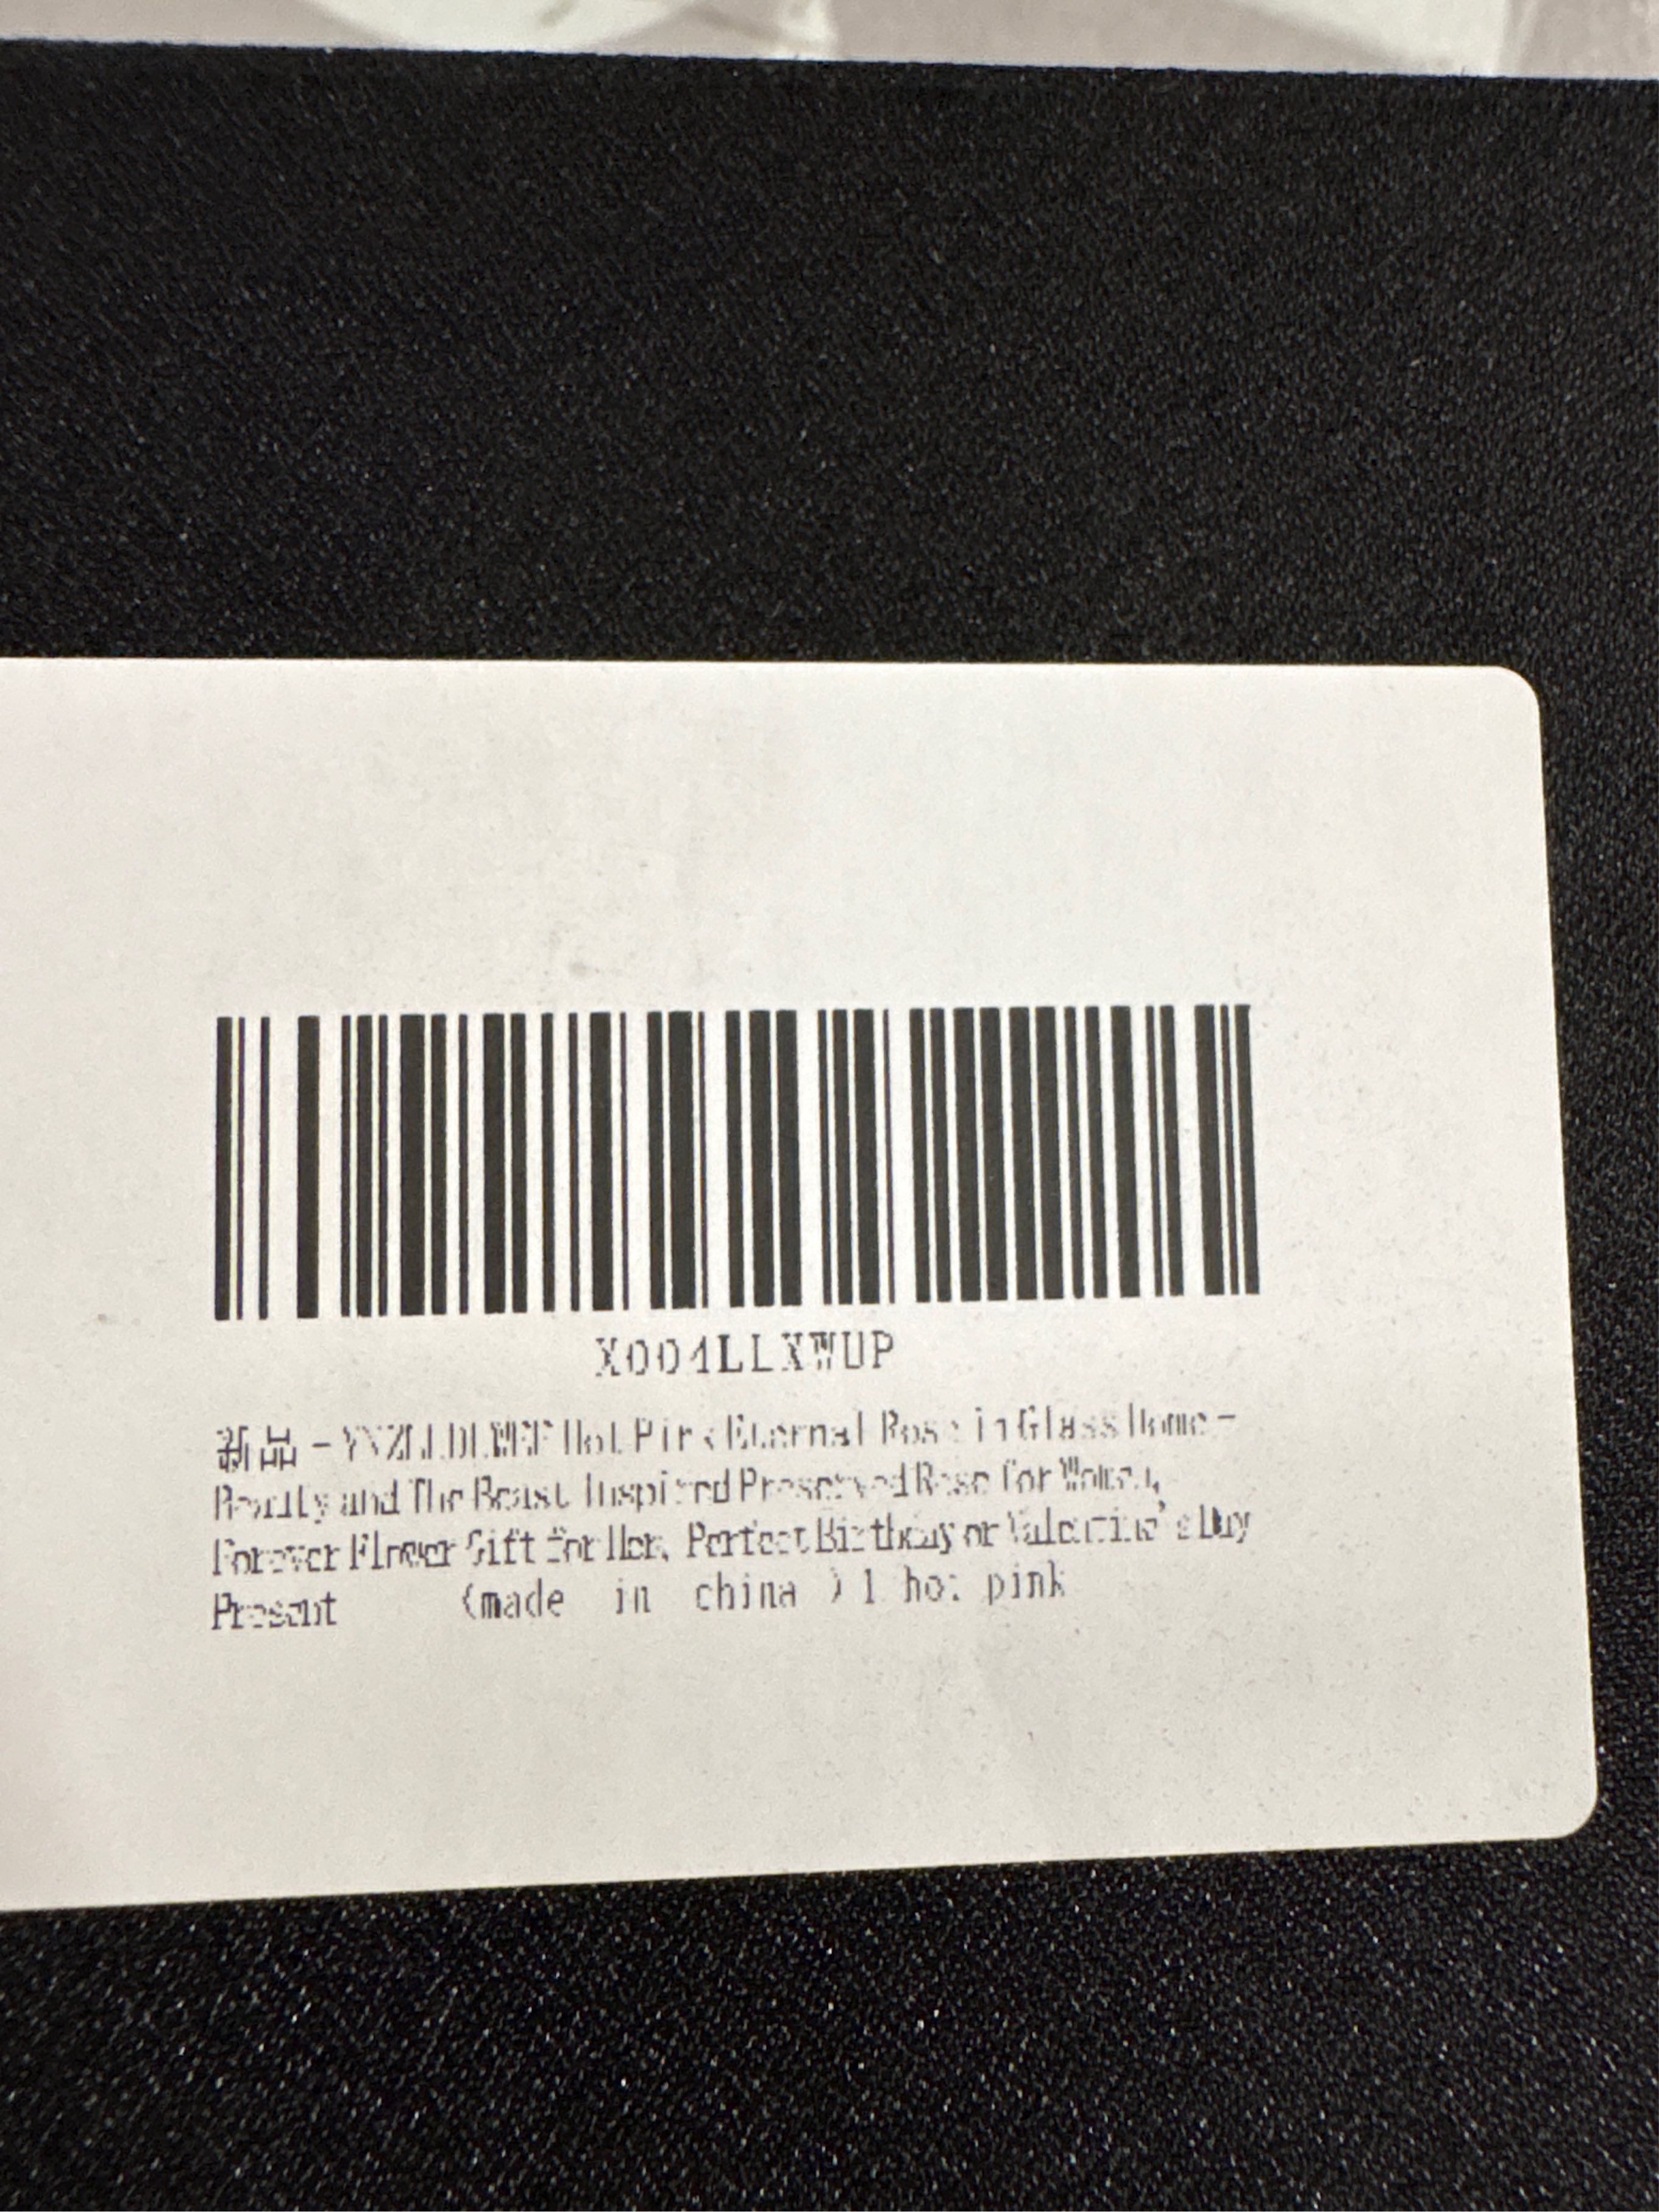 X004LLXWUP
新品 - Hot Pink Eternal Rose in Glass Dome -
Beauty and The Beast Inspired Preserved Rose for Women,
Forever Flower Gift for Her, Perfect Birthday or Valentine's Day
Present (made in china ) 1 hot pink